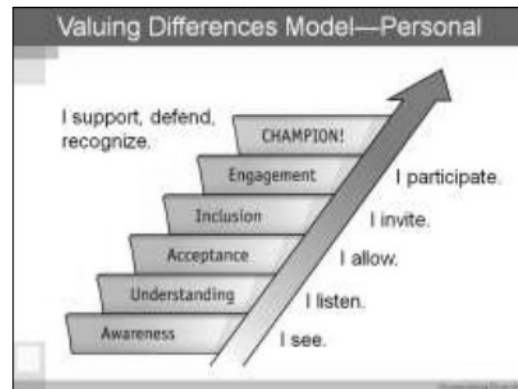 Valuing Differences Model—Personal
I support, defend,
recognize.
CHAMPION!
Engagement
I participate.
Inclusion
I invite.
Acceptance
I allow.
Understanding
I listen.
Awareness
I see.